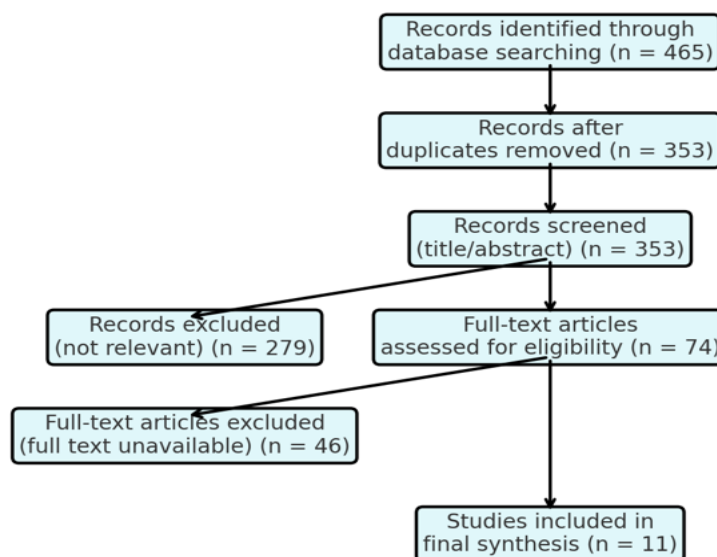 Records identified through
database searching (n = 465)
Records after
duplicates removed (n = 353)
Records screened
(title/abstract) (n = 353)
Records excluded
(not relevant) (n = 279)
Full-text articles
assessed for eligibility (n = 74)
Full-text articles excluded
(full text unavailable) (n = 46)
Studies included in
final synthesis (n = 11)